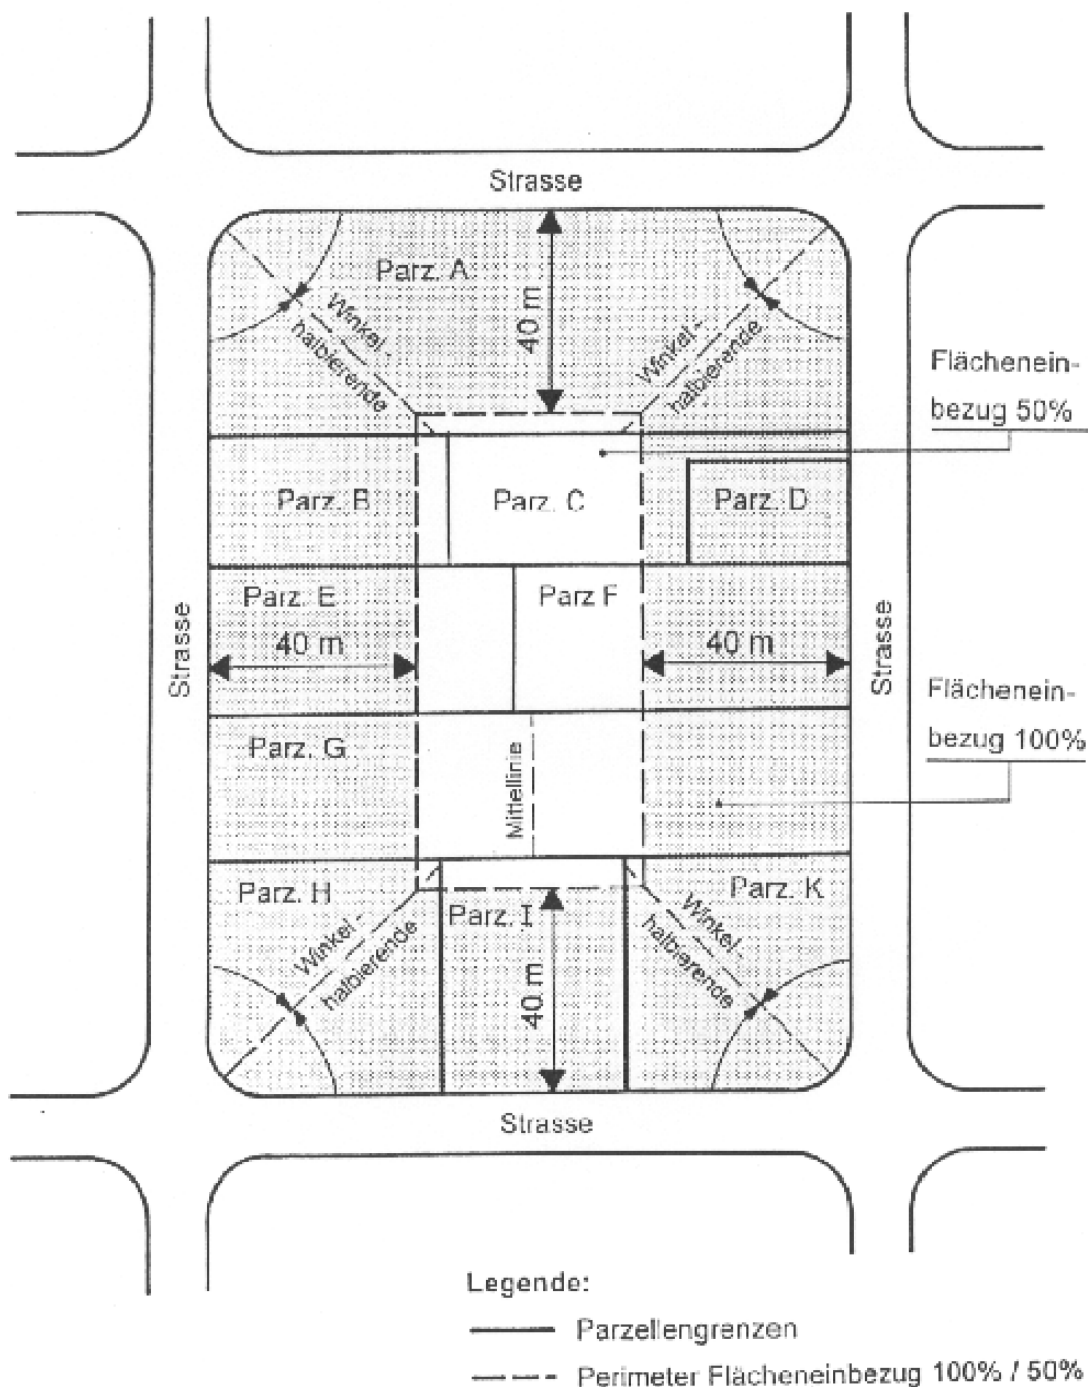 Strasse
Parz. A
40 m
Winkel-
halbierende
Winkel-
halbierende
Flächenein-
bezug 50%
Parz. B
Parz. C
Parz. D
Parz. E
Parz F
40 m
40 m
Strasse
Strasse
Flächenein-
bezug 100%
Parz. G
Mittellinie
Parz. H
Parz. I
Parz. K
Winkel-
halbierende
Winkel-
halbierende
40 m
Strasse
Legende:
Parzellengrenzen
Perimeter Flächeneinbezug 100% / 50%